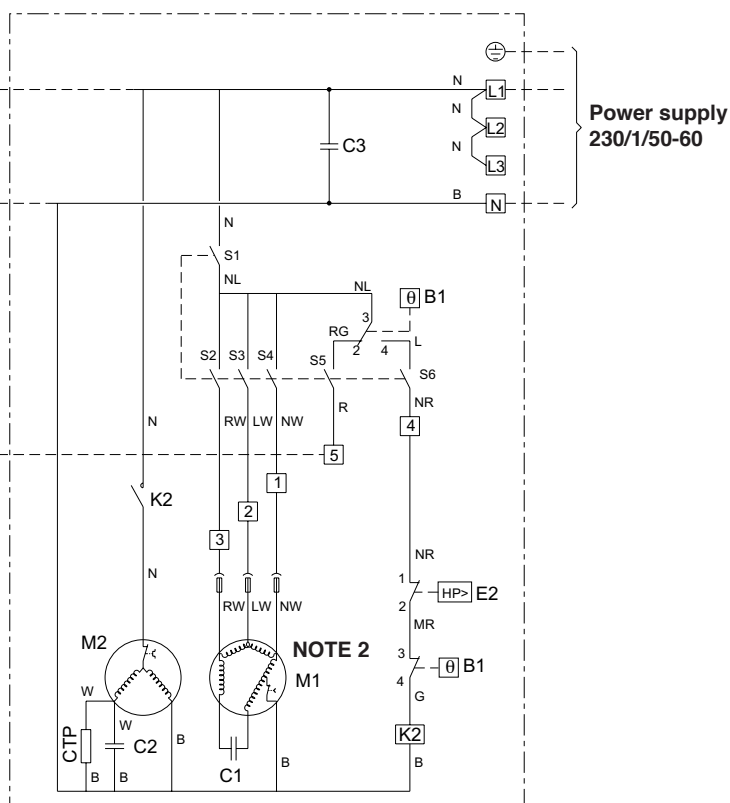 N L1
Power supply
230/1/50-60
N
L2
C3
N
L3
B N
N
S1
NL
NL
θ B1
3
RG
2 4 L
S2 S3 S4 S5 S6
N RW LW NW R NR
4
5
1
K2
2
3
N NR
1
HP> E2
2
RW LW NW MR
M2 NOTE 2
3
M1 θ B1
4
W G
CTP W
C2 K2
B C1 B B
B B